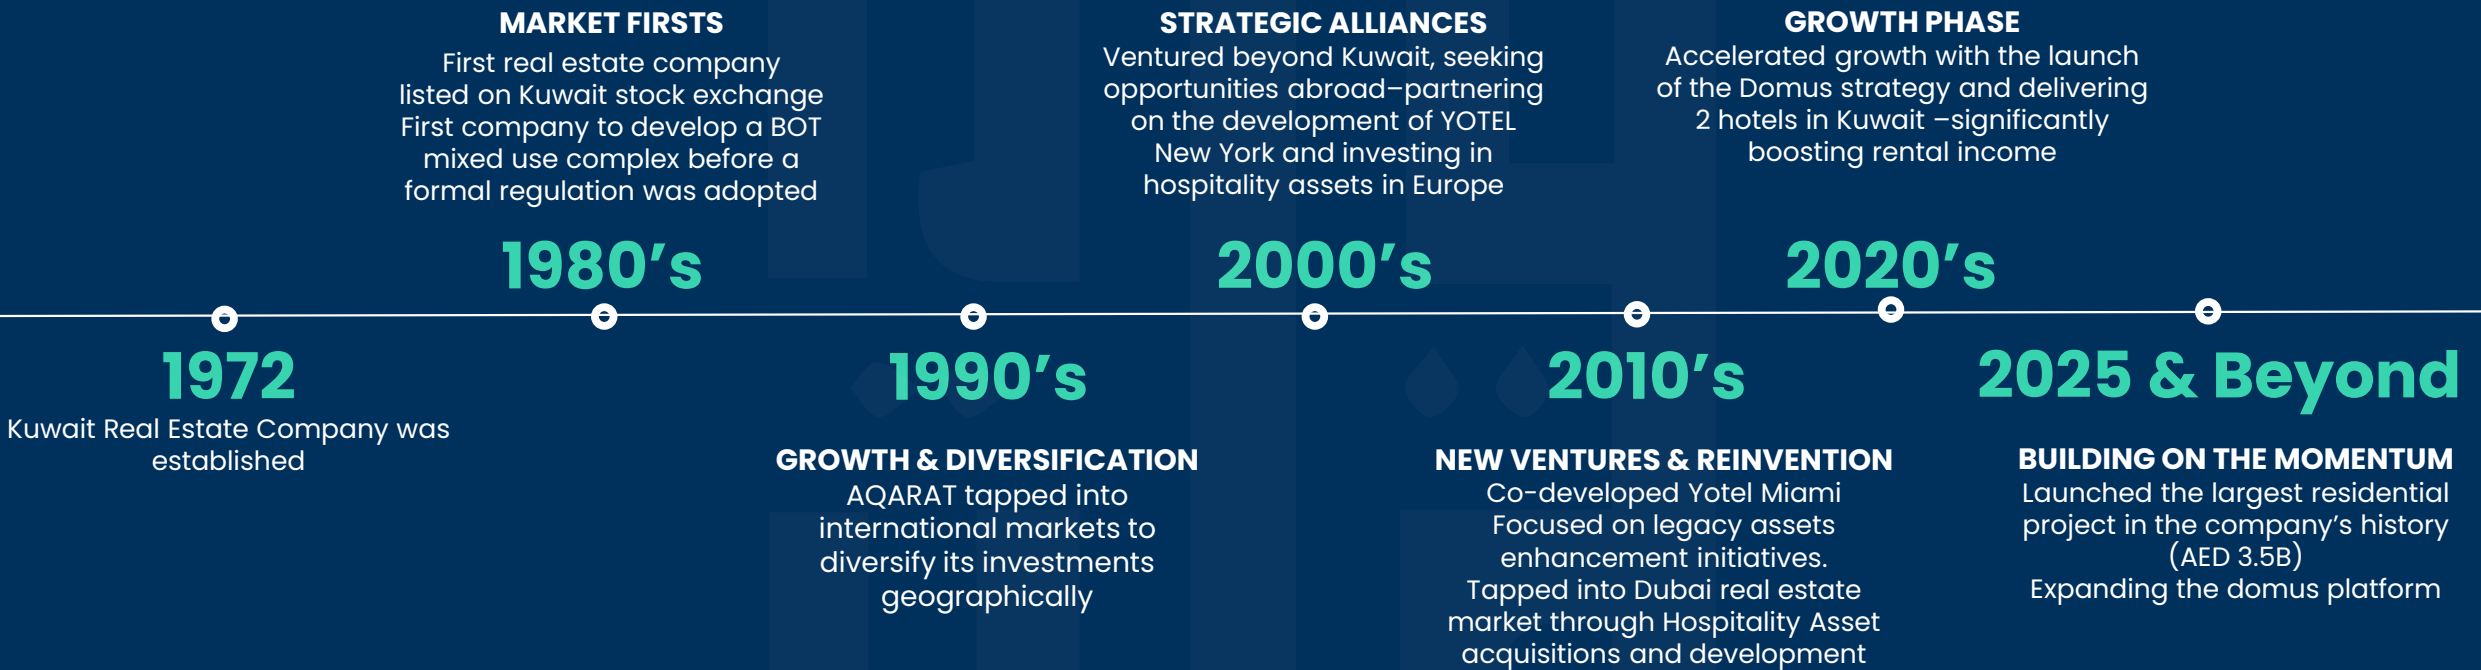 1972
Kuwait Real Estate Company was
established
MARKET FIRSTS
First real estate company
listed on Kuwait stock exchange
First company to develop a BOT
mixed use complex before a
formal regulation was adopted
1980’s
1990’s
GROWTH & DIVERSIFICATION
AQARAT tapped into
international markets to
diversify its investments
geographically
STRATEGIC ALLIANCES
Ventured beyond Kuwait, seeking
opportunities abroad–partnering
on the development of YOTEL
New York and investing in
hospitality assets in Europe
2000’s
2010’s
NEW VENTURES & REINVENTION
Co-developed Yotel Miami
Focused on legacy assets
enhancement initiatives.
Tapped into Dubai real estate
market through Hospitality Asset
acquisitions and development
GROWTH PHASE
Accelerated growth with the launch
of the Domus strategy and delivering
2 hotels in Kuwait –significantly
boosting rental income
2020’s
2025 & Beyond
BUILDING ON THE MOMENTUM
Launched the largest residential
project in the company’s history
(AED 3.5B)
Expanding the domus platform